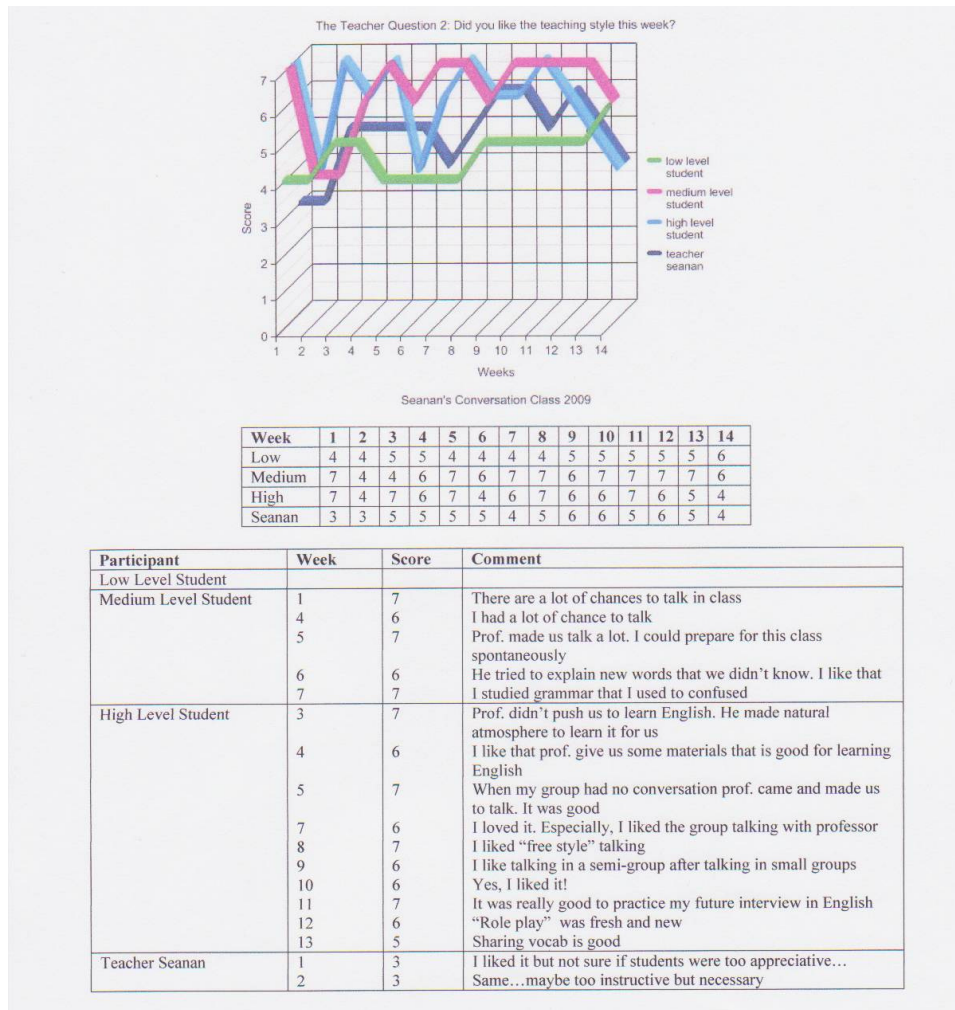 The Teacher Question 2: Did you like the teaching style this week?
7
6
5
4
3
2
1
0
Score
1 2 3 4 5 6 7 8 9 10 11 12 13 14
Weeks
low level
student
medium level
student
high level
student
teacher
seanan
Seanan's Conversation Class 2009
Week 1 2 3 4 5 6 7 8 9 10 11 12 13 14
Low 4 4 5 5 4 4 4 4 5 5 5 5 5 6
Medium 7 4 4 6 7 6 7 7 6 7 7 7 7 6
High 7 4 7 6 7 4 6 7 6 6 7 6 5 4
Seanan 3 3 5 5 5 5 4 5 6 6 5 6 5 4
Participant Week Score Comment
Low Level Student
Medium Level Student 1 7 There are a lot of chances to talk in class
4 6 I had a lot of chance to talk
5 7 Prof. made us talk a lot. I could prepare for this class
spontaneously
6 6 He tried to explain new words that we didn't know. I like that
7 7 I studied grammar that I used to confused
High Level Student 3 7 Prof. didn't push us to learn English. He made natural
atmosphere to learn it for us
4 6 I like that prof. give us some materials that is good for learning
English
5 7 When my group had no conversation prof. came and made us
to talk. It was good
7 6 I loved it. Especially, I liked the group talking with professor
8 7 I liked "free style" talking
9 6 I like talking in a semi-group after talking in small groups
10 6 Yes, I liked it!
11 7 It was really good to practice my future interview in English
12 6 "Role play" was fresh and new
13 5 Sharing vocab is good
Teacher Seanan 1 3 I liked it but not sure if students were too appreciative…
2 3 Same…maybe too instructive but necessary